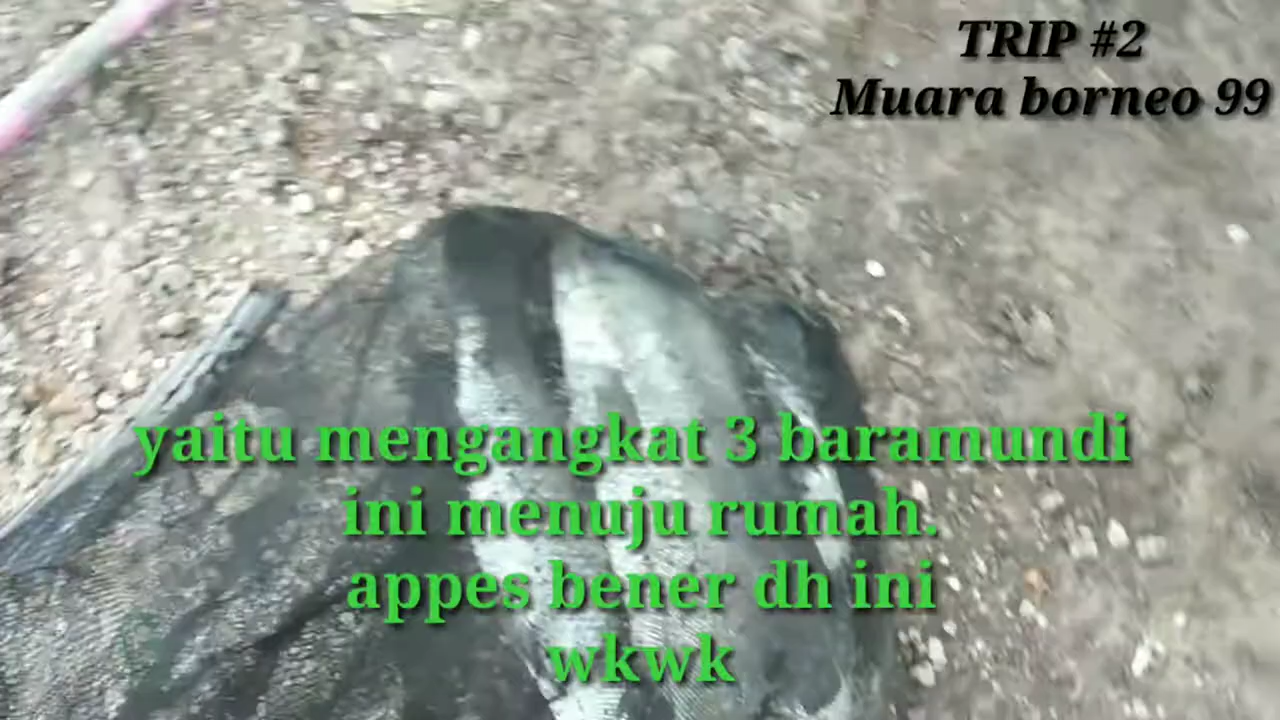 TRIP #2
Muara borneo 99
yaitu mengangkat 3 baramundi
ini menuju rumah.
appes bener dh ini
wkwk